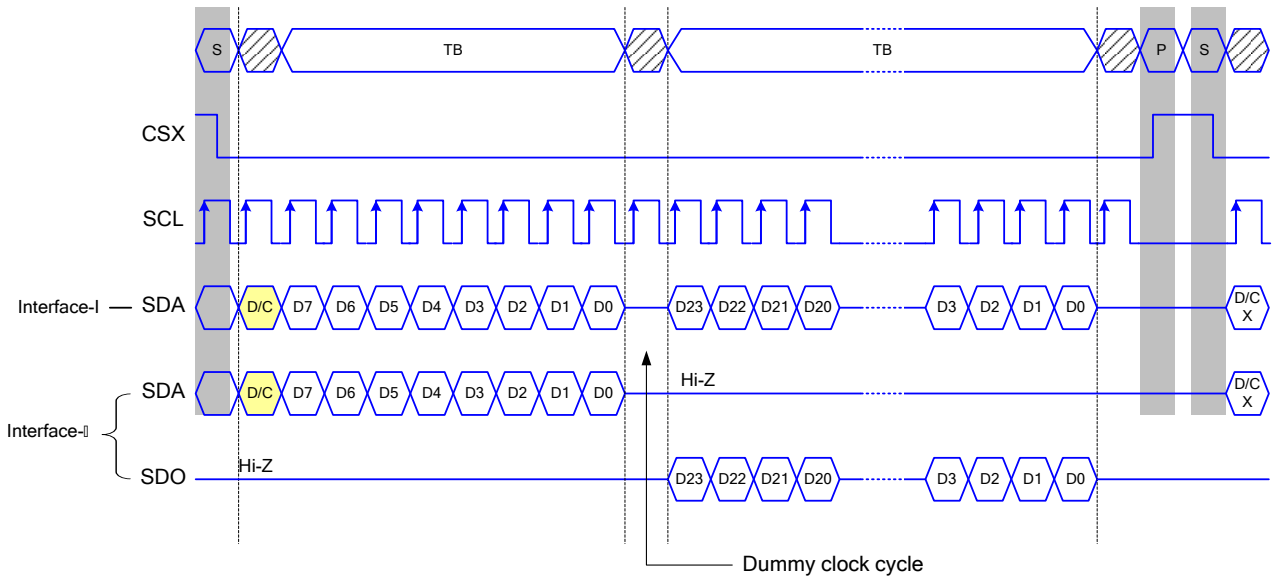 S TB TB P S
CSX
SCL
Interface-I SDA D/C D7 D6 D5 D4 D3 D2 D1 D0 D23 D22 D21 D20 D3 D2 D1 D0 D/C X
SDA D/C D7 D6 D5 D4 D3 D2 D1 D0 Hi-Z D/C X
Interface-▯
SDO Hi-Z D23 D22 D21 D20 D3 D2 D1 D0
Dummy clock cycle